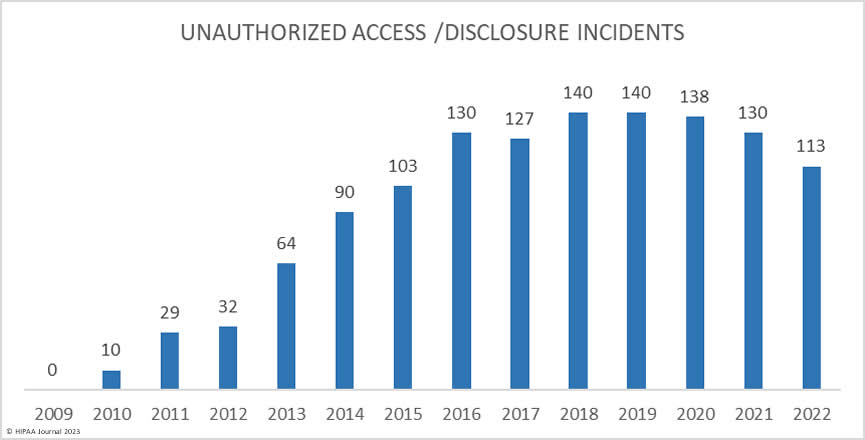 UNAUTHORIZED ACCESS /DISCLOSURE INCIDENTS
0 10 29 32 64 90 103 130 127 140 140 138 130 113
2009 2010 2011 2012 2013 2014 2015 2016 2017 2018 2019 2020 2021 2022
© HIPAA Journal 2023